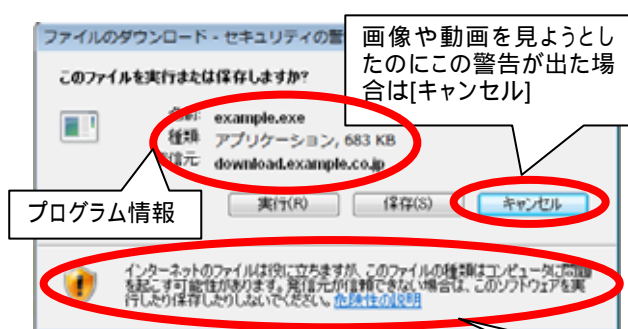 ファイルのダウンロード - セキュリティの警
画像や動画を見ようとし
たのにこの警告が出た場
合は[キャンセル]
このファイルを実行または保存しますか?
名前: example.exe
種類: アプリケーション, 683 KB
信元: download.example.co.jp
プログラム情報
実行(R)
保存(S)
キャンセル
インターネットのファイルは役に立ちますが、このファイルの種類はコンピュータに問題
を起こす可能性があります。発信元が信頼できない場合は、このソフトウェアを実
行したり保存したりしないでください。危険性の説明